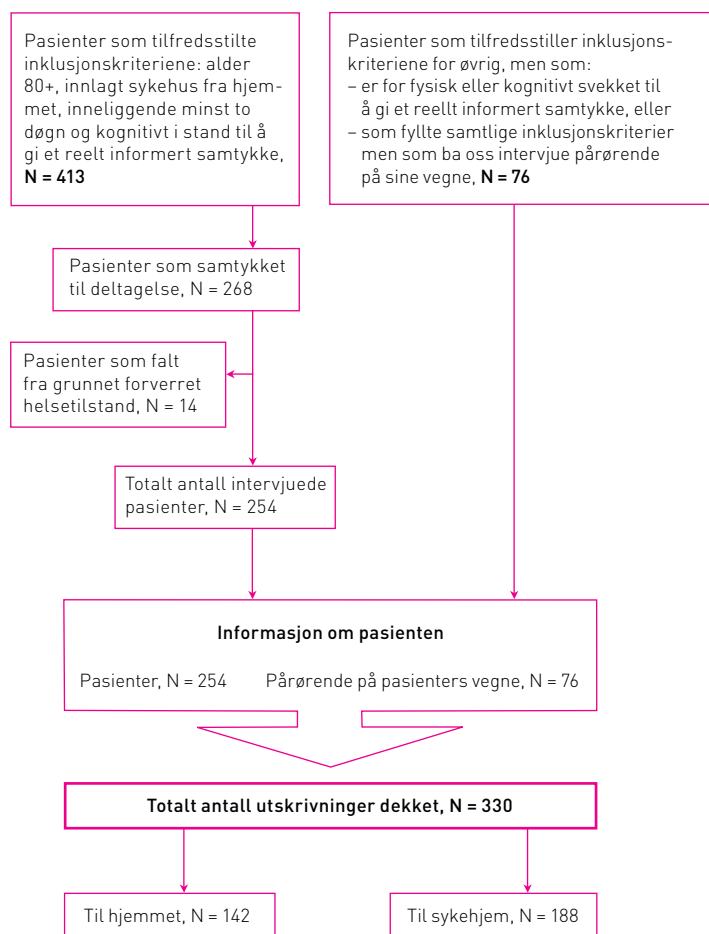 Pasienter som tilfredsstilte
inklusjonskriteriene: alder
80+, innlagt sykehus fra hjem-
met, inneliggende minst to
døgn og kognitivt i stand til å
gi et reelt informert samtykke,
N = 413
Pasienter som tilfredsstiller inklusjons-
kriteriene for øvrig, men som:
– er for fysisk eller kognitivt svekket til
å gi et reellt informert samtykke, eller
– som fyllte samtlige inklusjonskriterier
men som ba oss intervjue pårørende
på sine vegne, N = 76
Pasienter som samtykket
til deltagelse, N = 268
Pasienter som falt
fra grunnet forverret
helsetilstand, N = 14
Totalt antall intervjuede
pasienter, N = 254
Informasjon om pasienten
Pasienter, N = 254 Pårørende på pasienters vegne, N = 76
Totalt antall utskrivninger dekket, N = 330
Til hjemmet, N = 142
Til sykehjem, N = 188